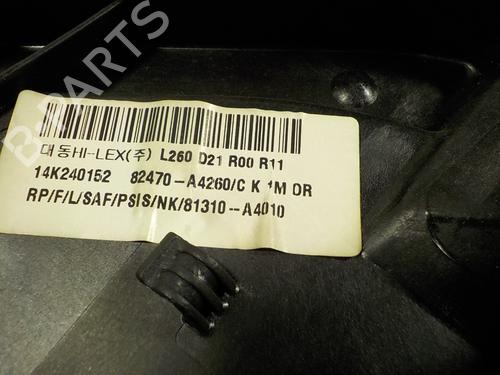 대동HI-LEX(주) L260 D21 R00 R11
14K240152 82470-A4260/C K 1M DR
RP/F/L/SAF/PSIS/NK/81310-A4010
B-PARTS